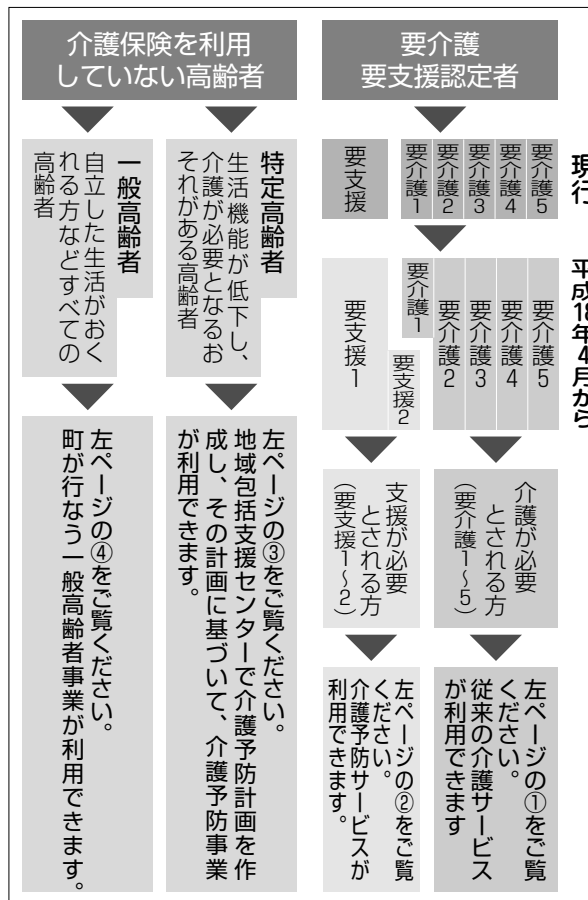 現行
平成18年4月から
要介護
要支援認定者
要介護5
要介護4
要介護3
要介護2
要介護1
要支援
要介護5
要介護4
要介護3
要介護2
要介護1
要支援2
要支援1
介護が必要
とされる方
（要介護1〜5）
支援が必要
とされる方
（要支援1〜2）
左ページの①をご覧
ください。
従来の介護サービス
が利用できます
左ページの②をご覧
ください。
介護予防サービスが
利用できます。
介護保険を利用
していない高齢者
特定高齢者
生活機能が低下し、
介護が必要となるお
それがある高齢者
一般高齢者
自立した生活がおく
れる方などすべての
高齢者
左ページの③をご覧ください。
地域包括支援センターで介護予防計画を作
成し、その計画に基づいて、介護予防事業
が利用できます。
左ページの④をご覧ください。
町が行なう一般高齢者事業が利用できます。